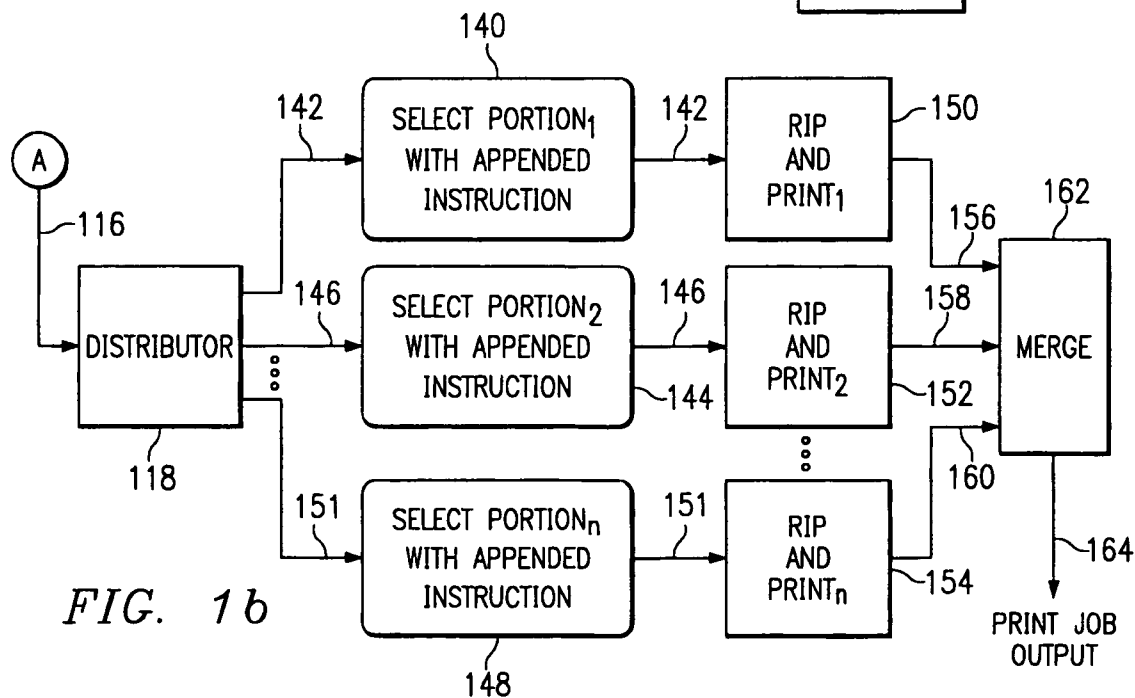 140
142
SELECT PORTION₁
WITH APPENDED
INSTRUCTION
142
RIP
AND
PRINT₁
150
A
116
162
156
DISTRIBUTOR
118
146
SELECT PORTION₂
WITH APPENDED
INSTRUCTION
144
146
RIP
AND
PRINT₂
152
158
MERGE
160
151
SELECT PORTIONₙ
WITH APPENDED
INSTRUCTION
148
151
RIP
AND
PRINTₙ
154
164
PRINT JOB
OUTPUT
FIG. 1b